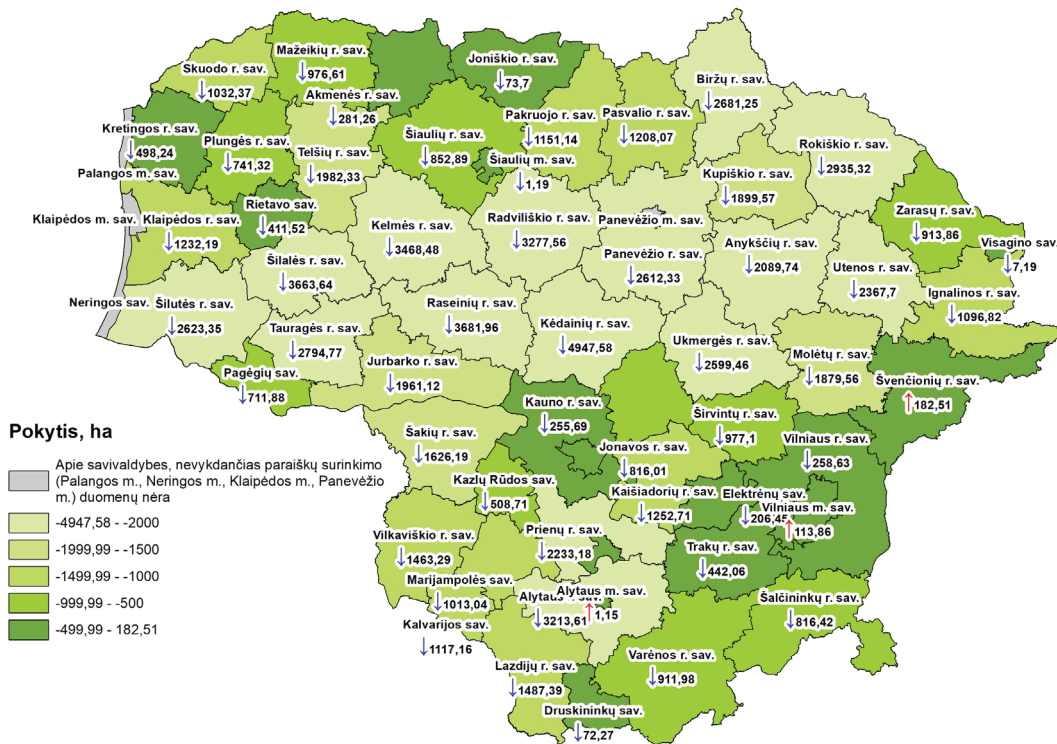 Mažeikių r. sav.
↓976,61
Skuodo r. sav.
↓1032,37
Joniškio r. sav.
↓73,7
Biržų r. sav.
↓2681,25
Akmenės r. sav.
↓281,26
Kretingos r. sav.
↓498,24
Plungės r. sav.
↓741,32
Telšių r. sav.
↓1982,33
Šiaulių r. sav.
↓852,89
Pakruojo r. sav.
↓1151,14
Pasvalio r. sav.
↓1208,07
Rokiškio r. sav.
↓2935,32
Palangos m. sav.
Šiaulių m. sav.
↓1,19
Kupiškio r. sav.
↓1899,57
Rietavo sav.
↓411,52
Klaipėdos m. sav.
Klaipėdos r. sav.
↓1232,19
Kelmės r. sav.
↓3468,48
Radviliškio r. sav.
↓3277,56
Panevėžio m. sav.
Panevėžio r. sav.
↓2612,33
Anykščių r. sav.
↓2089,74
Zarasų r. sav.
↓913,86
Visagino sav.
↓7,19
Utenos r. sav.
↓2367,7
Ignalinos r. sav.
↓1096,82
Šilalės r. sav.
↓3663,64
Neringos sav.
Šilutės r. sav.
↓2623,35
Tauragės r. sav.
↓2794,77
Raseinių r. sav.
↓3681,96
Kėdainių r. sav.
↓4947,58
Ukmergės r. sav.
↓2599,46
Molėtų r. sav.
↓1879,56
Švenčionių r. sav.
↑182,51
Pagėgių sav.
↓711,88
Jurbarko r. sav.
↓1961,12
Kauno r. sav.
↓255,69
Širvintų r. sav.
↓977,1
Šakių r. sav.
↓1626,19
Jonavos r. sav.
↓816,01
Vilniaus r. sav.
↓258,63
Kazlų Rūdos sav.
↓508,71
Kaišiadorių r. sav.
↓1252,71
Elektrėnų sav.
↓206,45
Vilniaus m. sav.
↑113,86
Vilkaviškio r. sav.
↓1463,29
Prienų r. sav.
↓2233,18
Trakų r. sav.
↓442,06
Marijampolės sav.
↓1013,04
Alytaus r. sav.
↓3213,61
Alytaus m. sav.
↑1,15
Šalčininkų r. sav.
↓816,42
Kalvarijos sav.
↓1117,16
Lazdijų r. sav.
↓1487,39
Varėnos r. sav.
↓911,98
Druskininkų sav.
↓72,27
Pokytis, ha
Apie savivaldybes, nevykdančias paraiškų surinkimo
(Palangos m., Neringos m., Klaipėdos m., Panevėžio
m.) duomenų nėra
-4947,58 - -2000
-1999,99 - -1500
-1499,99 - -1000
-999,99 - -500
-499,99 - 182,51